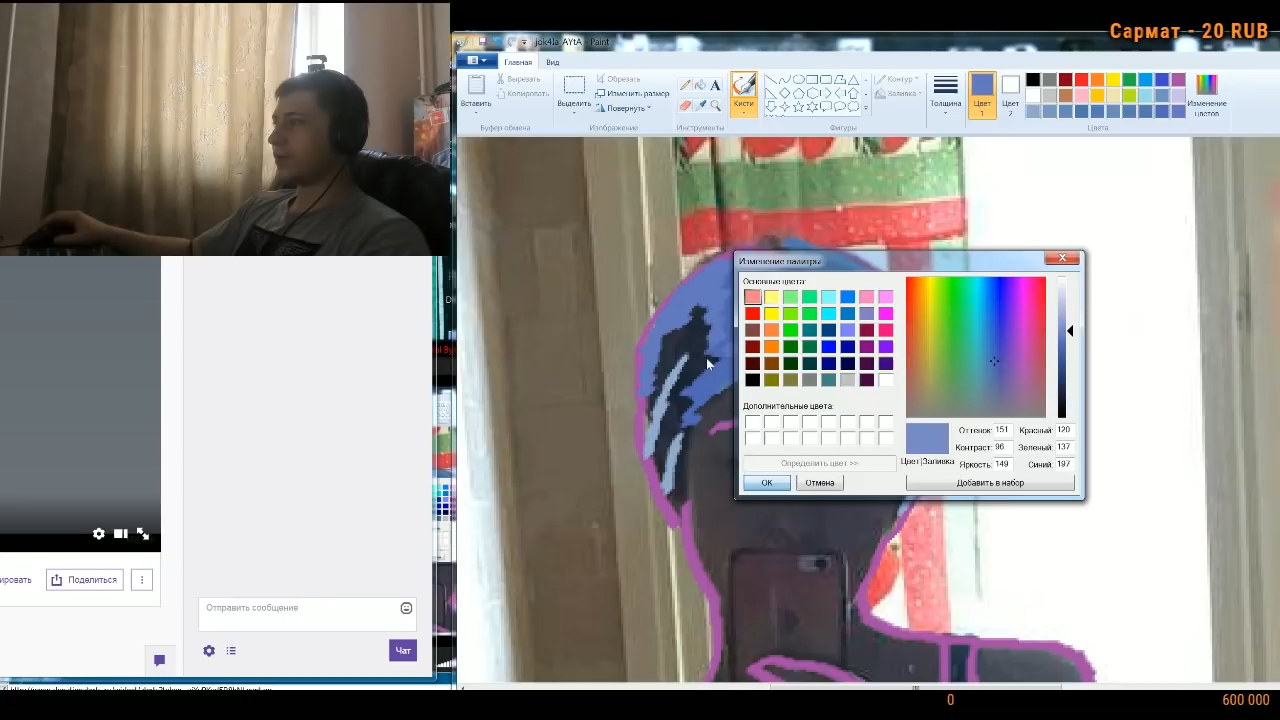 Сармат - 20 RUB
jok4la_AYtA - Paint
Главная
Вид
Вставить
Вырезать
Копировать
Буфер обмена
Выделить
Обрезать
Изменить размер
Повернуть
Изображение
Инструменты
Кисти
Фигуры
Контур
Заливка
Толщина
Цвет 1
Цвет 2
Изменение цветов
Цвета
Изменение палитры
Основные цвета:
Дополнительные цвета:
Определить цвет >>
OK
Отмена
Цвет|Заливка
Оттенок: 151
Контраст: 96
Яркость: 149
Красный: 120
Зеленый: 137
Синий: 197
Добавить в набор
ировать
Поделиться
Отправить сообщение
Чат
0
600 000